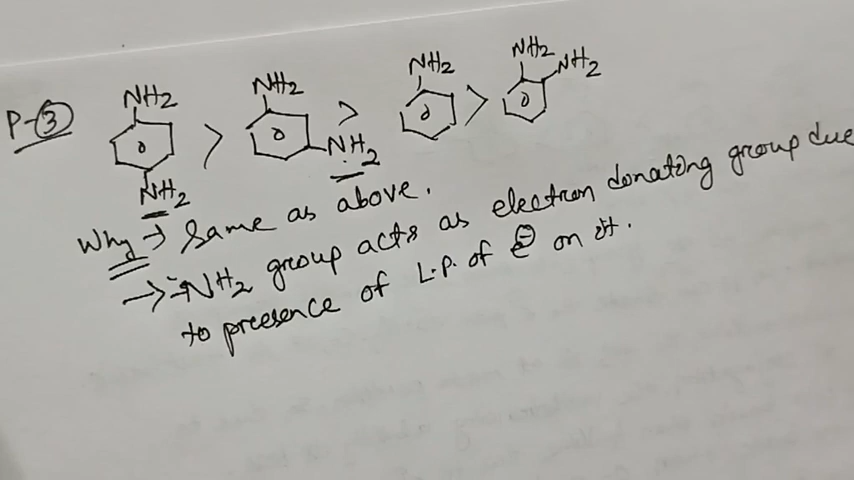 P-③ NH2 > NH2 > NH2 > NH2 NH2
NH2 NH2
Why → Same as above.
→ -NH2 group acts as electron donating group due
to preesence of L.P. of e⊖ on it.